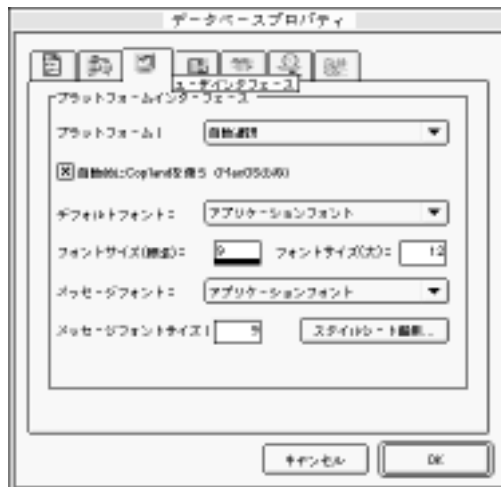 データベースプロパティ
ユーザインタフェース
プラットフォームインターフェース
プラットフォーム:
自動選択
自動的にCoplandを使う (MacOSのみ)
デフォルトフォント:
アプリケーションフォント
フォントサイズ(標準):
9
フォントサイズ(大):
12
メッセージフォント:
アプリケーションフォント
メッセージフォントサイズ:
9
スタイルシート編集...
キャンセル
OK